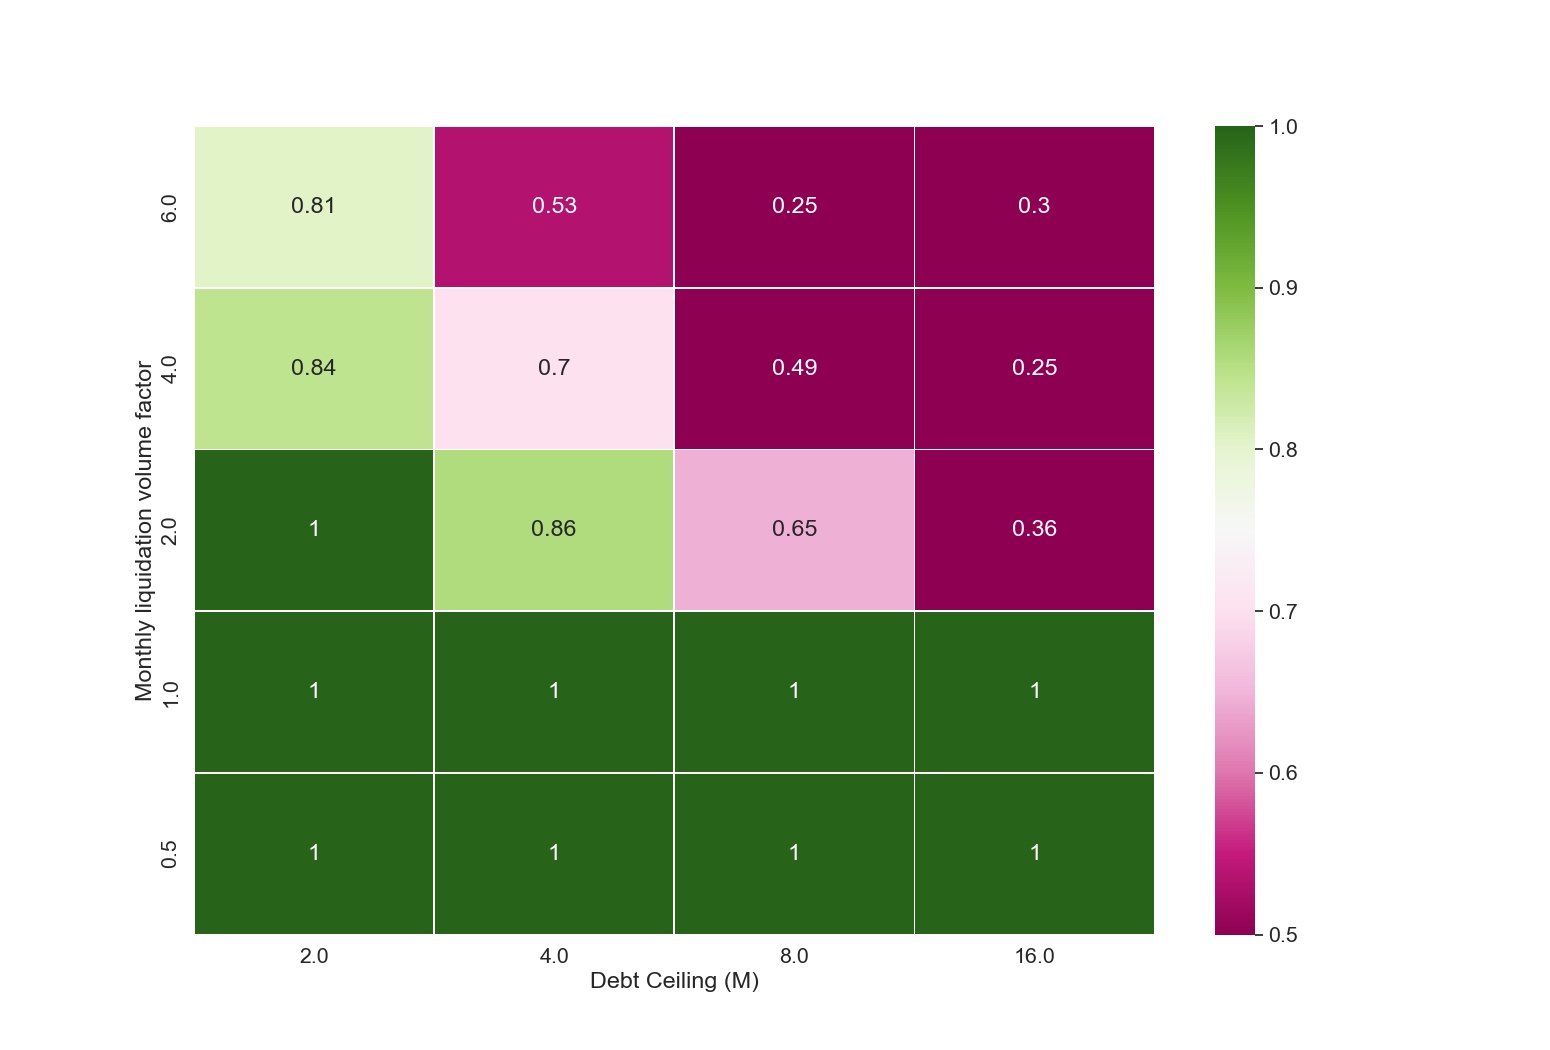 Monthly liquidation volume factor
6.0 0.81 0.53 0.25 0.3
4.0 0.84 0.7 0.49 0.25
2.0 1 0.86 0.65 0.36
1.0 1 1 1 1
0.5 1 1 1 1
2.0 4.0 8.0 16.0
Debt Ceiling (M)
1.0
0.9
0.8
0.7
0.6
0.5